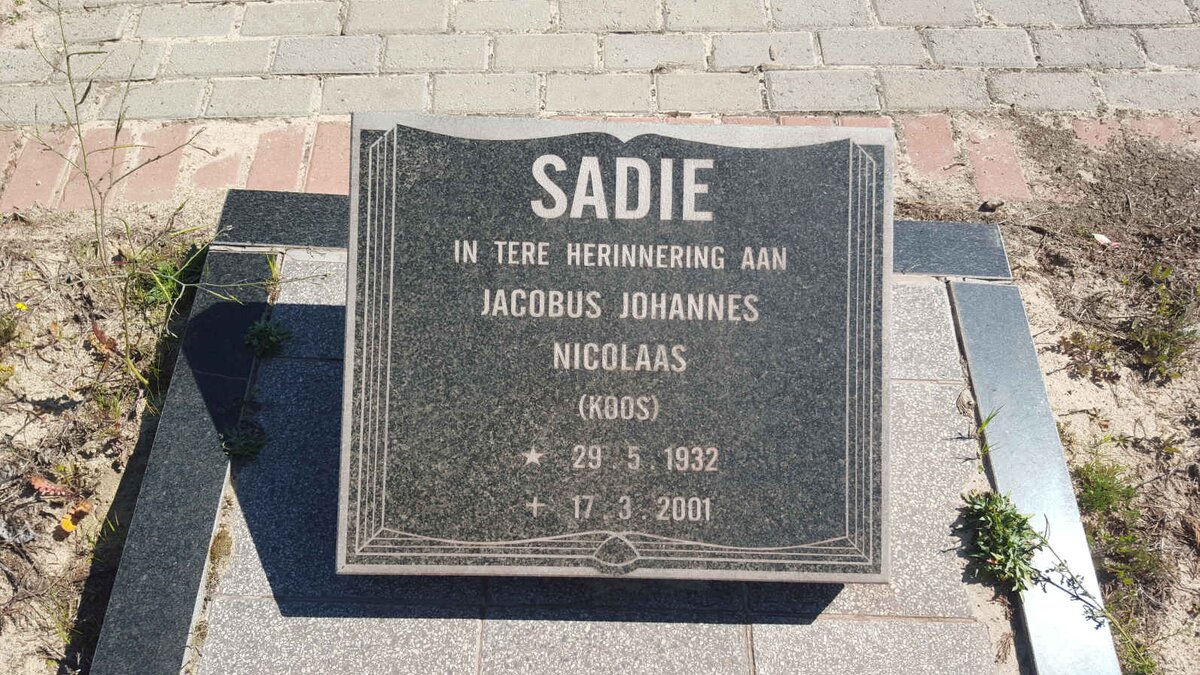 SADIE
IN TERE HERINNERING AAN
JACOBUS JOHANNES
NICOLAAS
(KOOS)
★ 29.5.1932
+ 17.3.2001